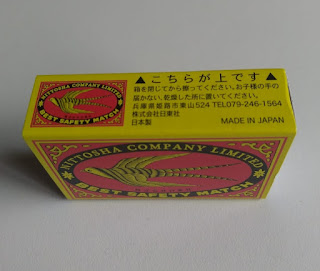 ▲こちらが上です▲
箱を閉じてから擦ってください。お子様の手の
届かない、乾燥した所に置いてください。
兵庫県姫路市東山524 TEL079-246-1564
株式会社日東社
日本製
MADE IN JAPAN
NITTOSHA COMPANY LIMITED
BEST SAFETY MATCH
NITTOSHA COMPANY LIMITED
BEST SAFETY MATCH